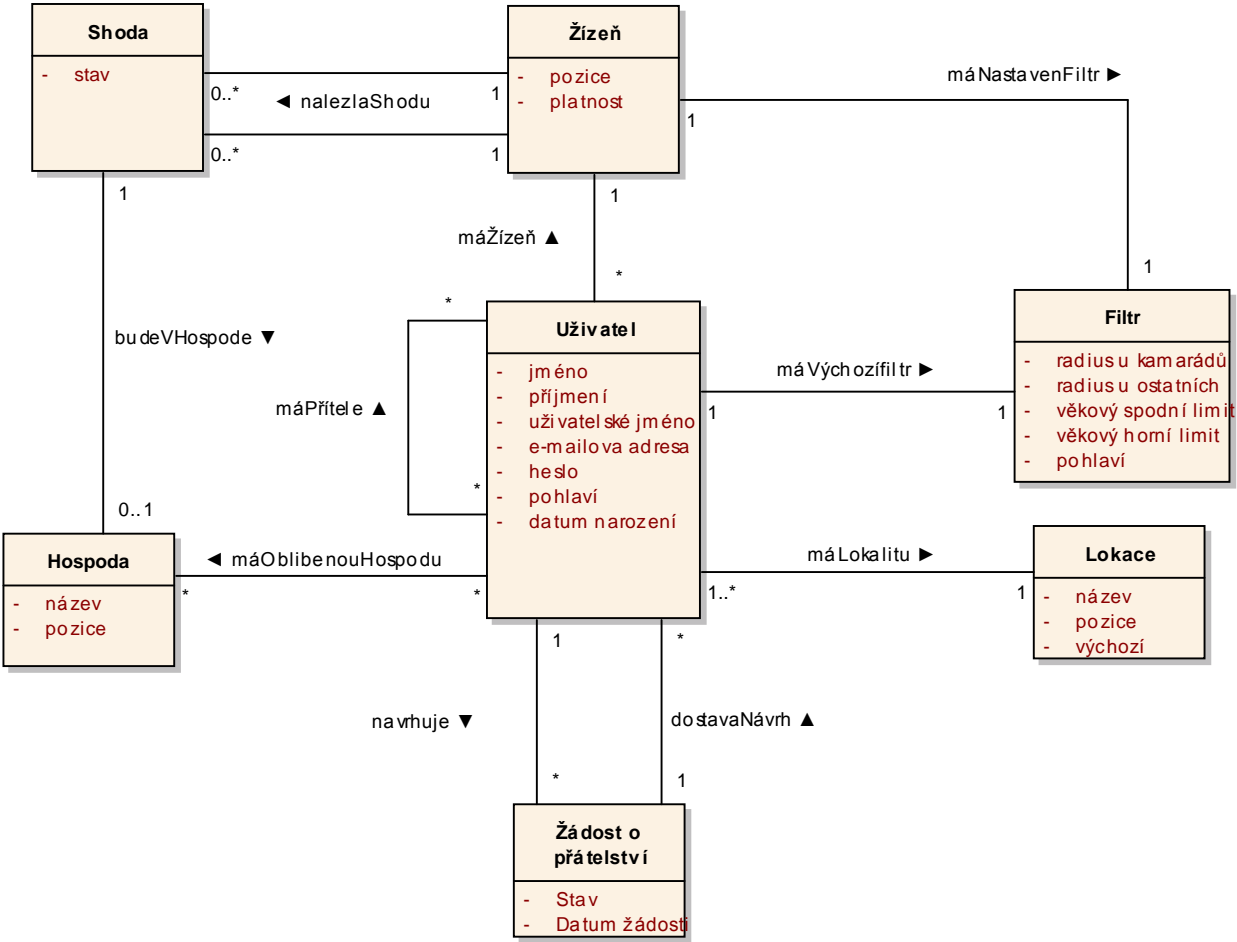 Shoda
- stav
Žízeň
- pozice
- platnost
máNastavenFiltr ►
0..*
◄ nalezlaShodu
1
1
0..*
1
1
1
máŽízeň ▲
*
1
budeVHospode ▼
0..1
*
máPřítele ▲
*
Uživatel
- jméno
- příjmení
- uživatelské jméno
- e-mailova adresa
- heslo
- pohlaví
- datum narození
máVýchozífiltr ►
1
1
Filtr
- radius u kamarádů
- radius u ostatních
- věkový spodní limit
- věkový horní limit
- pohlaví
Hospoda
- název
- pozice
◄ máOblibenouHospodu
*
*
máLokalitu ►
1..*
1
Lokace
- název
- pozice
- výchozí
1
*
navrhuje ▼
dostavaNávrh ▲
*
1
Žádost o
přátelství
- Stav
- Datum žádosti